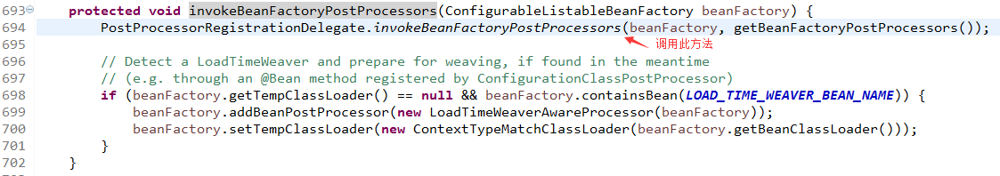 693 protected void invokeBeanFactoryPostProcessors(ConfigurableListableBeanFactory beanFactory) {
694 PostProcessorRegistrationDelegate.invokeBeanFactoryPostProcessors(beanFactory, getBeanFactoryPostProcessors());
695 调用此方法
696 // Detect a LoadTimeWeaver and prepare for weaving, if found in the meantime
697 // (e.g. through an @Bean method registered by ConfigurationClassPostProcessor)
698 if (beanFactory.getTempClassLoader() == null && beanFactory.containsBean(LOAD_TIME_WEAVER_BEAN_NAME)) {
699 beanFactory.addBeanPostProcessor(new LoadTimeWeaverAwareProcessor(beanFactory));
700 beanFactory.setTempClassLoader(new ContextTypeMatchClassLoader(beanFactory.getBeanClassLoader()));
701 }
702 }